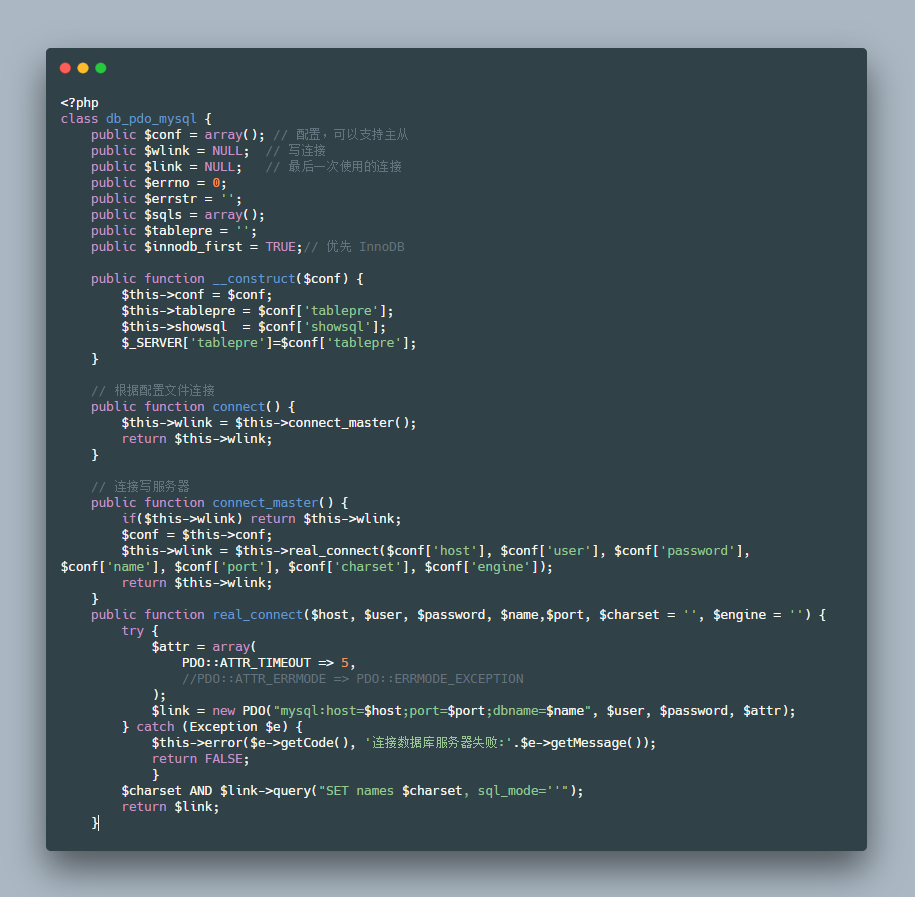 <?php
class db_pdo_mysql {
    public $conf = array(); // 配置，可以支持主从
    public $wlink = NULL;  // 写连接
    public $link = NULL;   // 最后一次使用的连接
    public $errno = 0;
    public $errstr = '';
    public $sqls = array();
    public $tablepre = '';
    public $innodb_first = TRUE;// 优先 InnoDB

    public function __construct($conf) {
        $this->conf = $conf;
        $this->tablepre = $conf['tablepre'];
        $this->showsql  = $conf['showsql'];
        $_SERVER['tablepre']=$conf['tablepre'];
    }

    // 根据配置文件连接
    public function connect() {
        $this->wlink = $this->connect_master();
        return $this->wlink;
    }

    // 连接写服务器
    public function connect_master() {
        if($this->wlink) return $this->wlink;
        $conf = $this->conf;
        $this->wlink = $this->real_connect($conf['host'], $conf['user'], $conf['password'],
$conf['name'], $conf['port'], $conf['charset'], $conf['engine']);
        return $this->wlink;
    }
    public function real_connect($host, $user, $password, $name,$port, $charset = '', $engine = '') {
        try {
            $attr = array(
                PDO::ATTR_TIMEOUT => 5,
                //PDO::ATTR_ERRMODE => PDO::ERRMODE_EXCEPTION
            );
            $link = new PDO("mysql:host=$host;port=$port;dbname=$name", $user, $password, $attr);
        } catch (Exception $e) {
            $this->error($e->getCode(), '连接数据库服务器失败:'.$e->getMessage());
            return FALSE;
            }
        $charset AND $link->query("SET names $charset, sql_mode=''");
        return $link;
    }